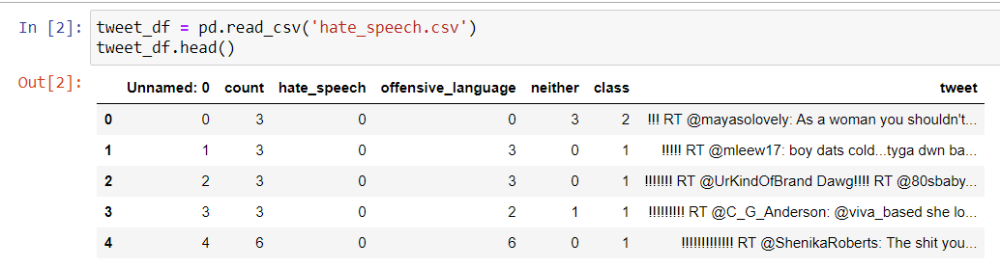 In [2]: tweet_df = pd.read_csv('hate_speech.csv')
tweet_df.head()
Out[2]:
Unnamed: 0 count hate_speech offensive_language neither class tweet
0 0 3 0 0 3 2 !!! RT @mayasolovely: As a woman you shouldn't...
1 1 3 0 3 0 1 !!!!! RT @mleew17: boy dats cold...tyga dwn ba...
2 2 3 0 3 0 1 !!!!!!! RT @UrKindOfBrand Dawg!!!! RT @80sbaby...
3 3 3 0 2 1 1 !!!!!!!!! RT @C_G_Anderson: @viva_based she lo...
4 4 6 0 6 0 1 !!!!!!!!!!!!! RT @ShenikaRoberts: The shit you...